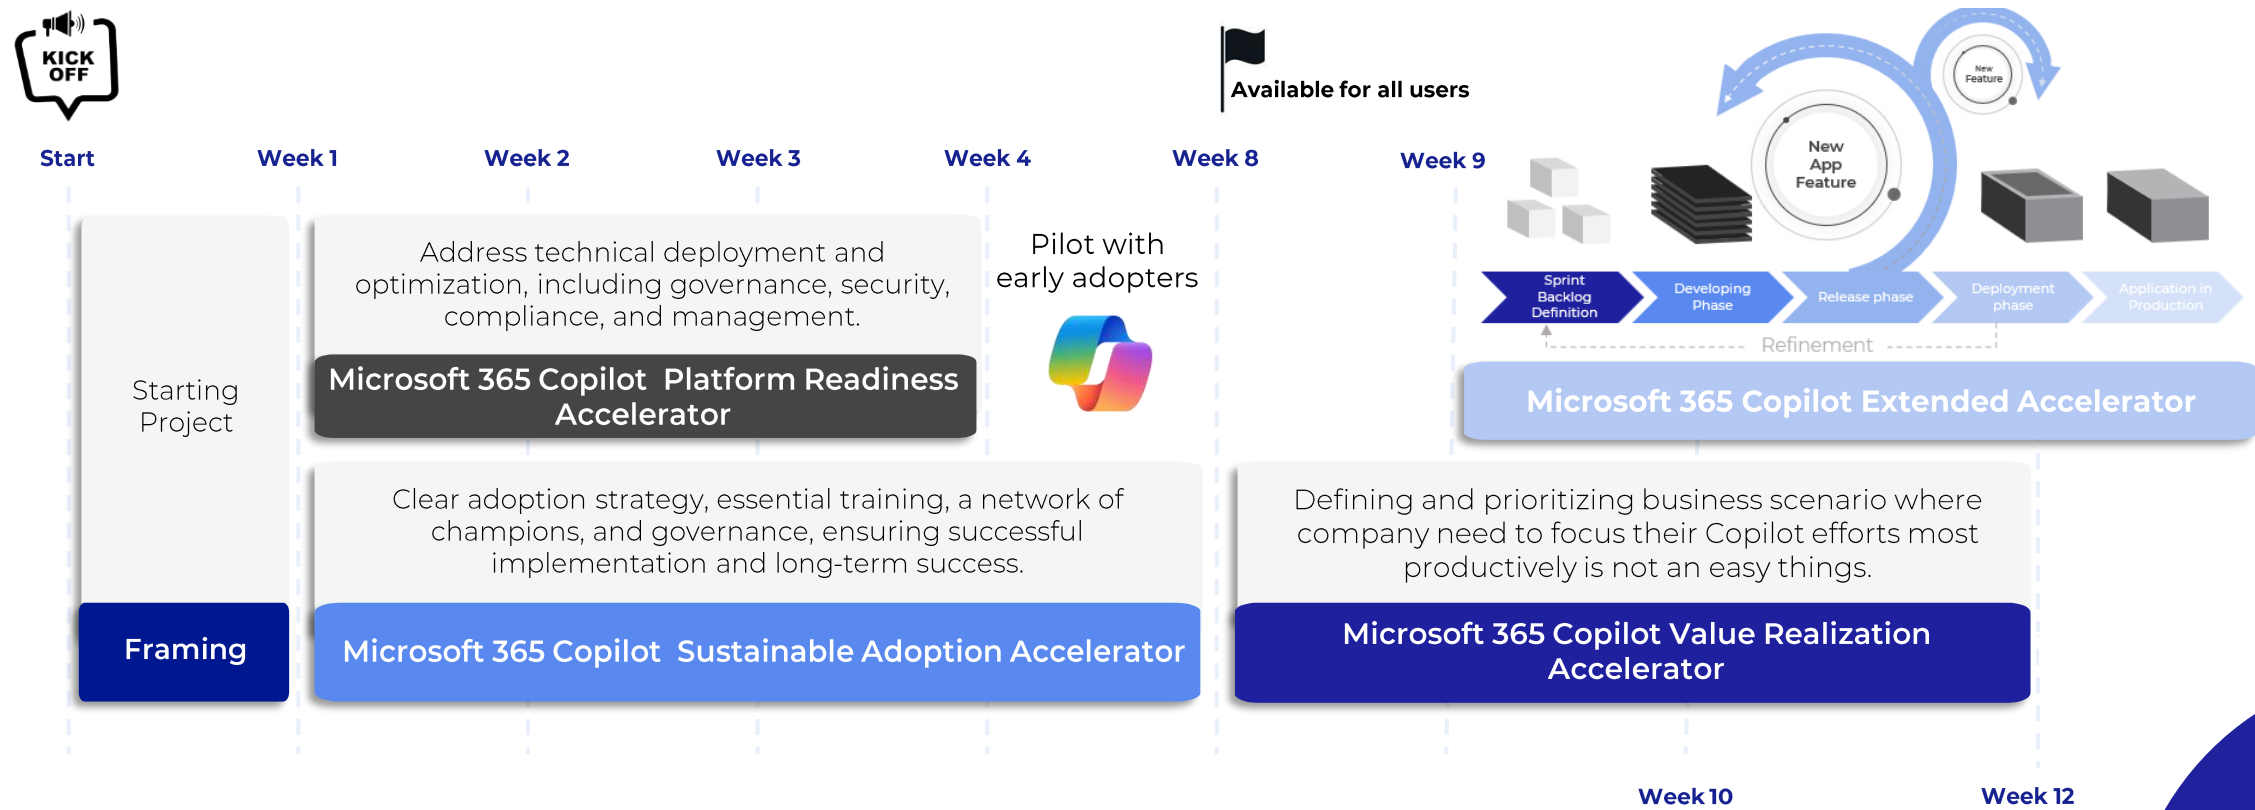 KICK
OFF
Available for all users
New
Feature
New
App
Feature
Start
Week 1
Week 2
Week 3
Week 4
Week 8
Week 9
Starting
Project
Framing
Address technical deployment and
optimization, including governance, security,
compliance, and management.
Microsoft 365 Copilot Platform Readiness
Accelerator
Pilot with
early adopters
Sprint
Backlog
Definition
Developing
Phase
Release phase
Deployment
phase
Application in
Production
Refinement
Microsoft 365 Copilot Extended Accelerator
Clear adoption strategy, essential training, a network of
champions, and governance, ensuring successful
implementation and long-term success.
Microsoft 365 Copilot Sustainable Adoption Accelerator
Defining and prioritizing business scenario where
company need to focus their Copilot efforts most
productively is not an easy things.
Microsoft 365 Copilot Value Realization
Accelerator
Week 10
Week 12